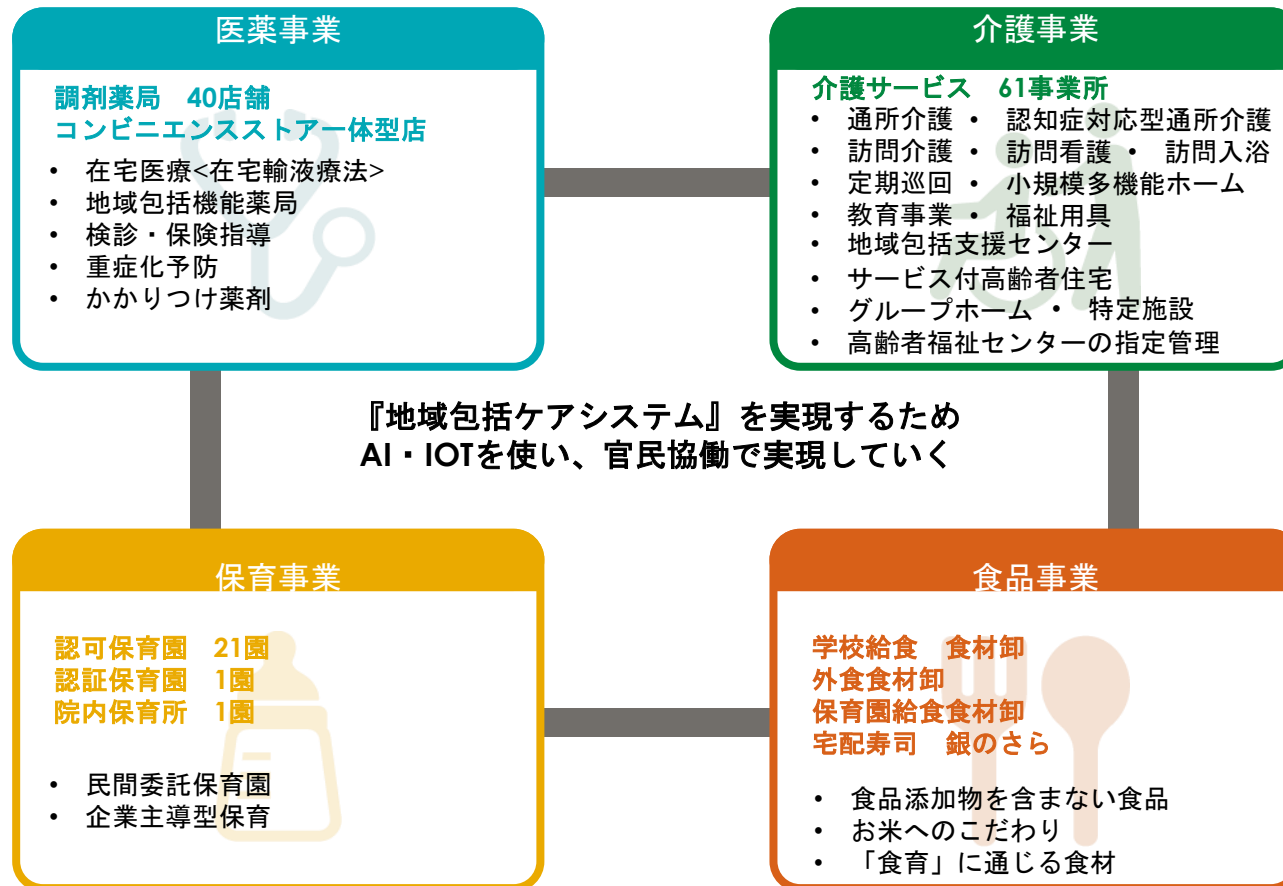 医薬事業
調剤薬局　40店舗
コンビニエンスストアー体型店
• 在宅医療<在宅輸液療法>
• 地域包括機能薬局
• 検診・保険指導
• 重症化予防
• かかりつけ薬剤
介護事業
介護サービス　61事業所
• 通所介護 • 認知症対応型通所介護
• 訪問介護 • 訪問看護 • 訪問入浴
• 定期巡回 • 小規模多機能ホーム
• 教育事業 • 福祉用具
• 地域包括支援センター
• サービス付高齢者住宅
• グループホーム • 特定施設
• 高齢者福祉センターの指定管理
『地域包括ケアシステム』を実現するため
AI・IOTを使い、官民協働で実現していく
保育事業
認可保育園　21園
認証保育園　1園
院内保育所　1園
• 民間委託保育園
• 企業主導型保育
食品事業
学校給食　食材卸
外食食材卸
保育園給食食材卸
宅配寿司　銀のさら
• 食品添加物を含まない食品
• お米へのこだわり
• 「食育」に通じる食材